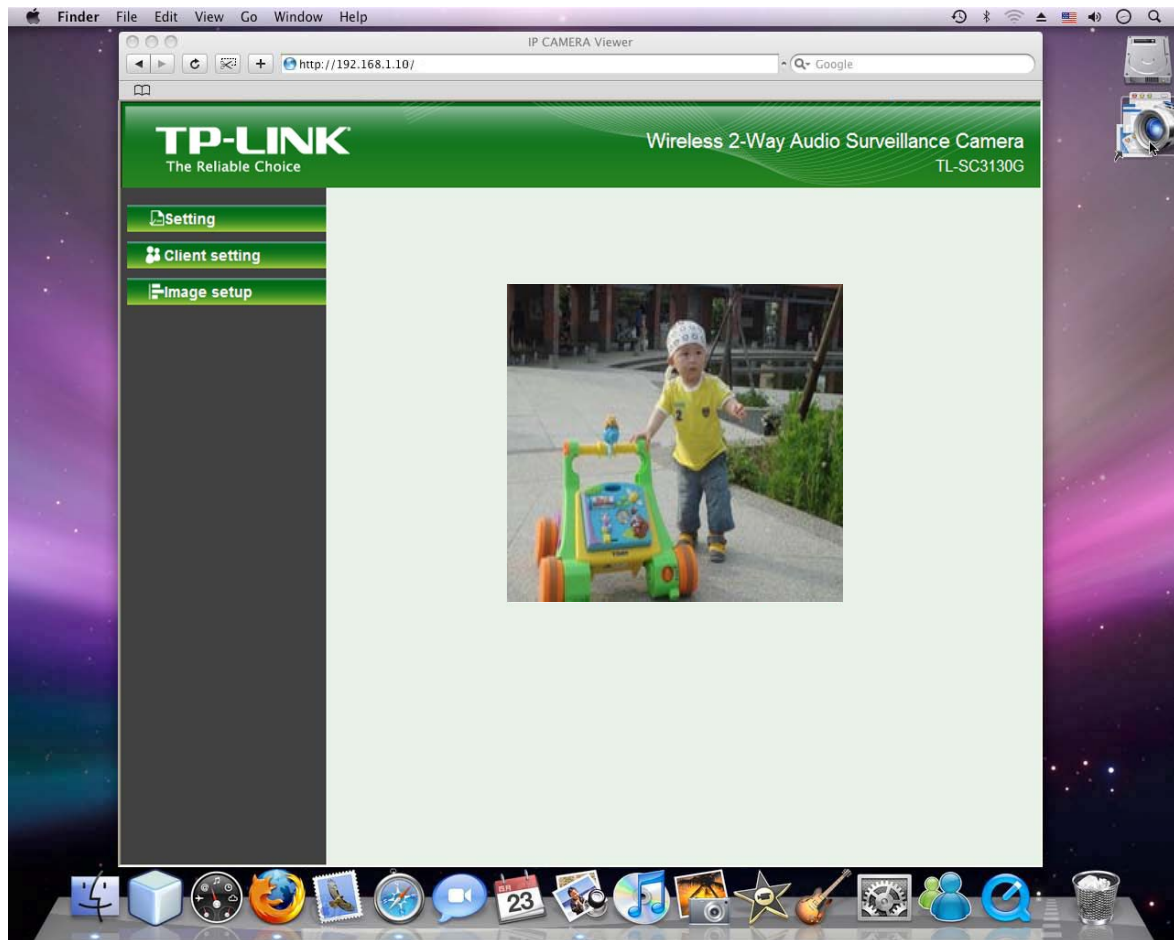 Finder File Edit View Go Window Help
IP CAMERA Viewer
http://192.168.1.10/
Google
TP-LINK
The Reliable Choice
Wireless 2-Way Audio Surveillance Camera
TL-SC3130G
Setting
Client setting
Image setup
2
23